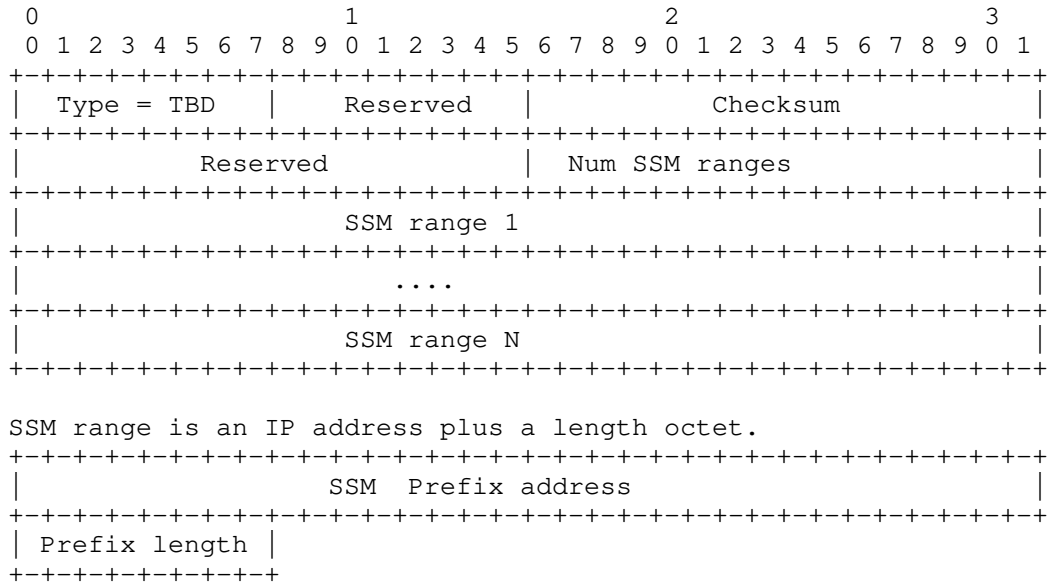 0                   1                   2                   3
 0 1 2 3 4 5 6 7 8 9 0 1 2 3 4 5 6 7 8 9 0 1 2 3 4 5 6 7 8 9 0 1
+-+-+-+-+-+-+-+-+-+-+-+-+-+-+-+-+-+-+-+-+-+-+-+-+-+-+-+-+-+-+-+-+
|  Type = TBD   |    Reserved   |           Checksum            |
+-+-+-+-+-+-+-+-+-+-+-+-+-+-+-+-+-+-+-+-+-+-+-+-+-+-+-+-+-+-+-+-+
|           Reserved            |  Num SSM ranges               |
+-+-+-+-+-+-+-+-+-+-+-+-+-+-+-+-+-+-+-+-+-+-+-+-+-+-+-+-+-+-+-+-+
|                    SSM range 1                                |
+-+-+-+-+-+-+-+-+-+-+-+-+-+-+-+-+-+-+-+-+-+-+-+-+-+-+-+-+-+-+-+-+
|                       ....                                    |
+-+-+-+-+-+-+-+-+-+-+-+-+-+-+-+-+-+-+-+-+-+-+-+-+-+-+-+-+-+-+-+-+
|                    SSM range N                                |
+-+-+-+-+-+-+-+-+-+-+-+-+-+-+-+-+-+-+-+-+-+-+-+-+-+-+-+-+-+-+-+-+

SSM range is an IP address plus a length octet.
+-+-+-+-+-+-+-+-+-+-+-+-+-+-+-+-+-+-+-+-+-+-+-+-+-+-+-+-+-+-+-+-+
|                   SSM  Prefix address                         |
+-+-+-+-+-+-+-+-+-+-+-+-+-+-+-+-+-+-+-+-+-+-+-+-+-+-+-+-+-+-+-+-+
| Prefix length |
+-+-+-+-+-+-+-+-+